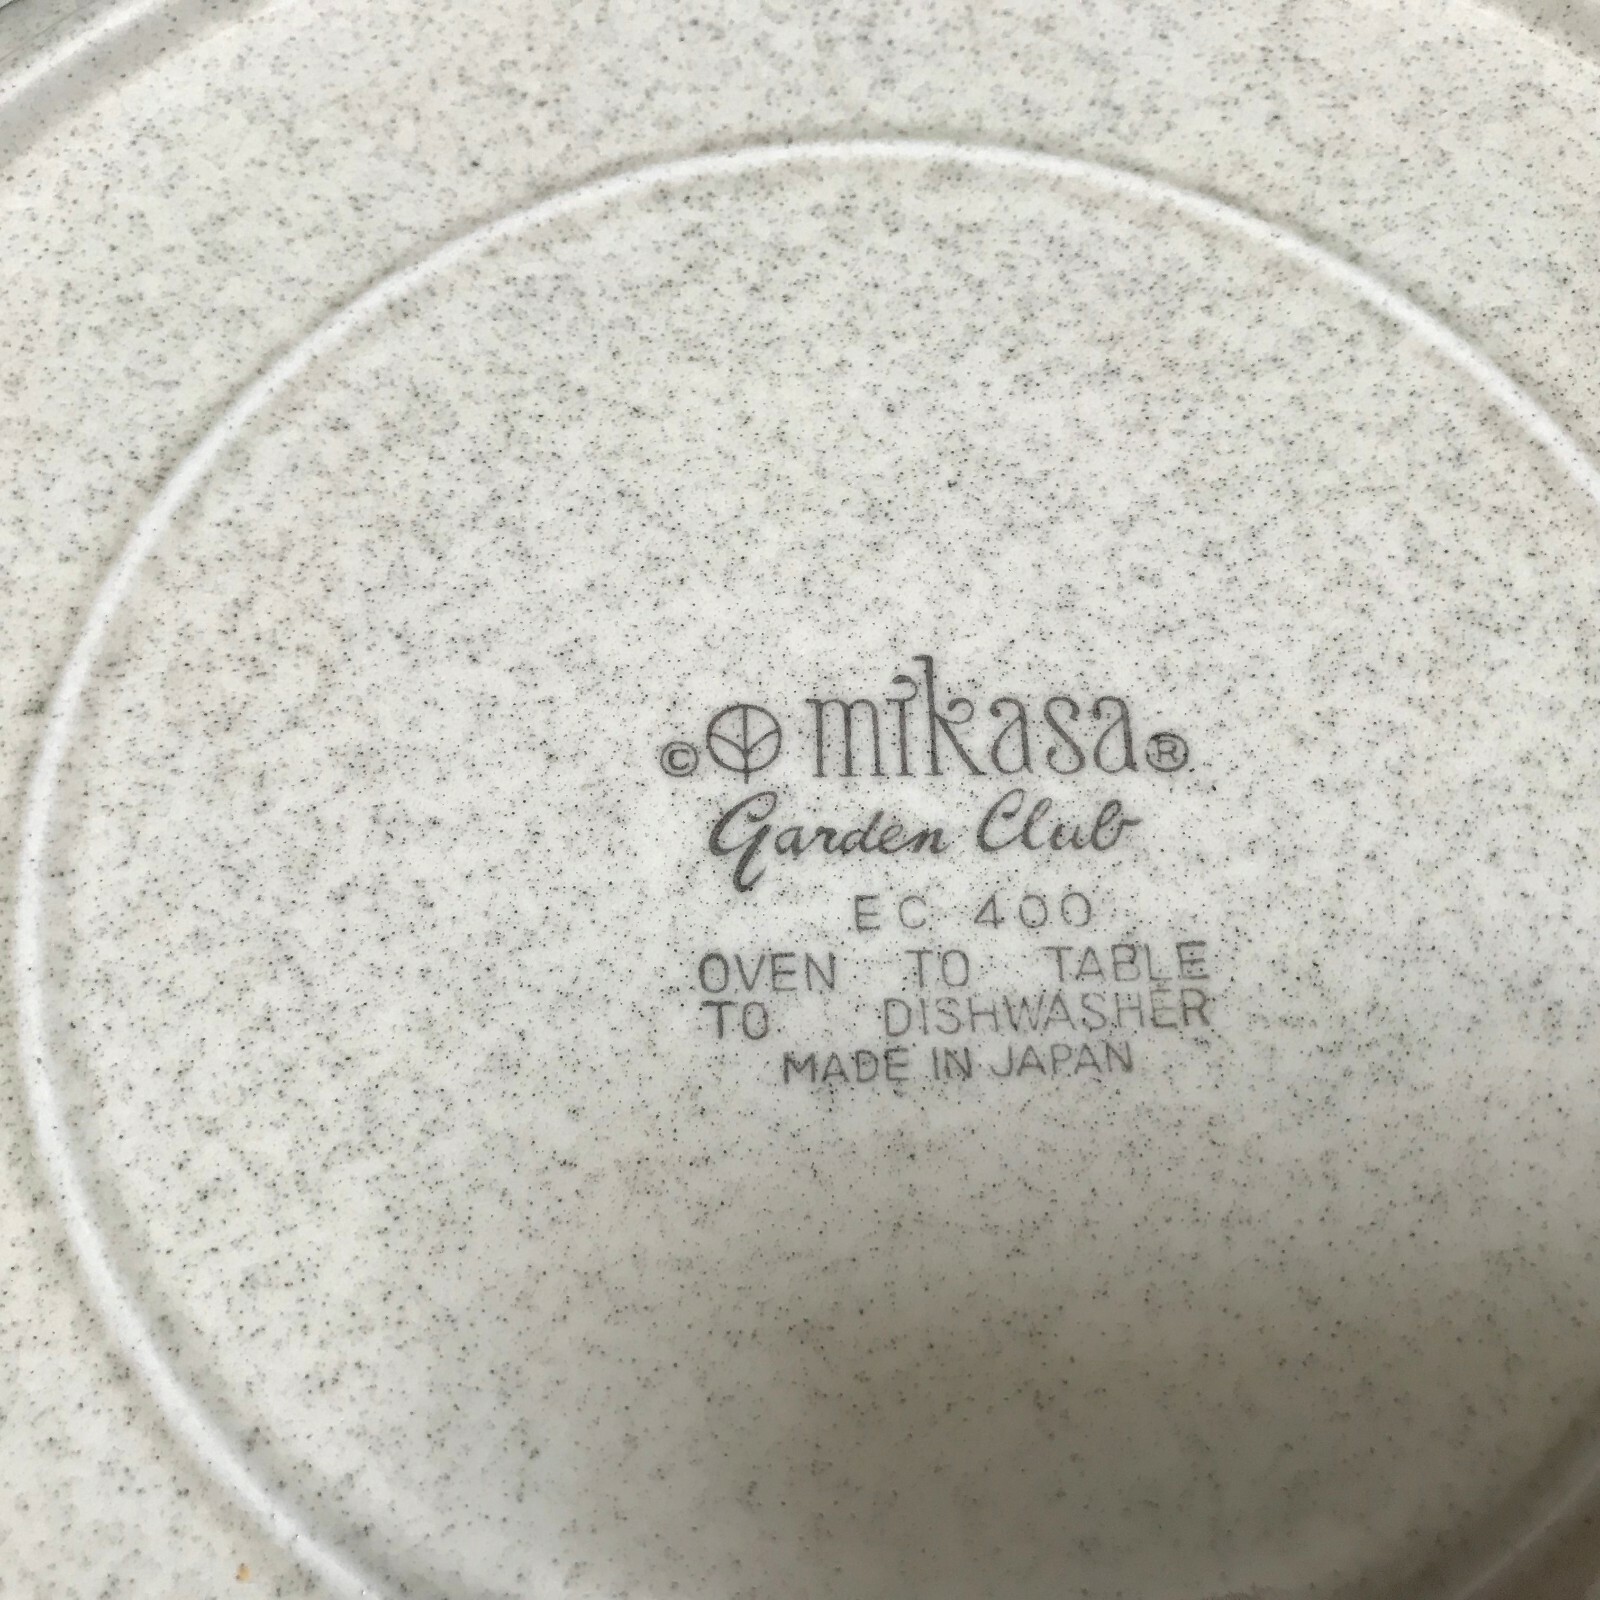 © mikasa®
Garden Club
EC 400
OVEN TO TABLE
TO DISHWASHER
MADE IN JAPAN